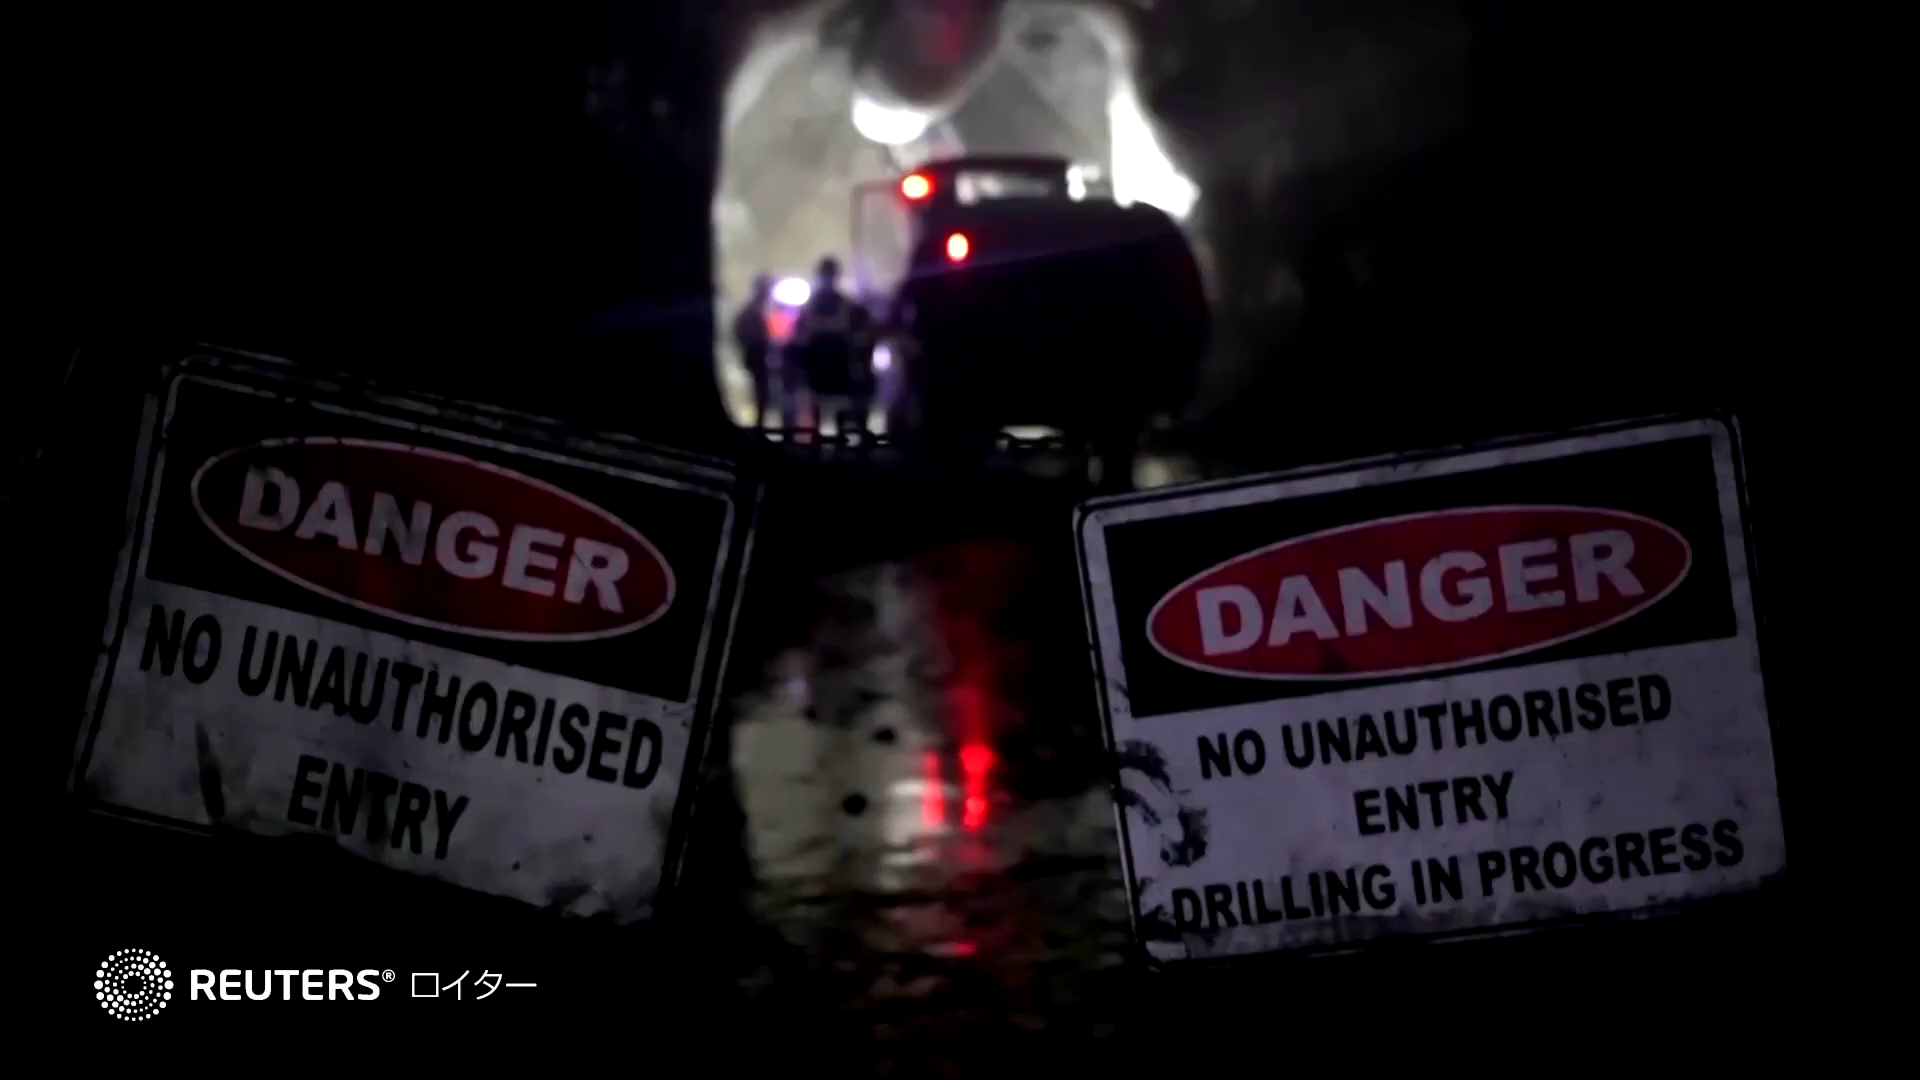 DANGER
NO UNAUTHORISED
ENTRY
DANGER
NO UNAUTHORISED
ENTRY
DRILLING IN PROGRESS
REUTERS® ロイター